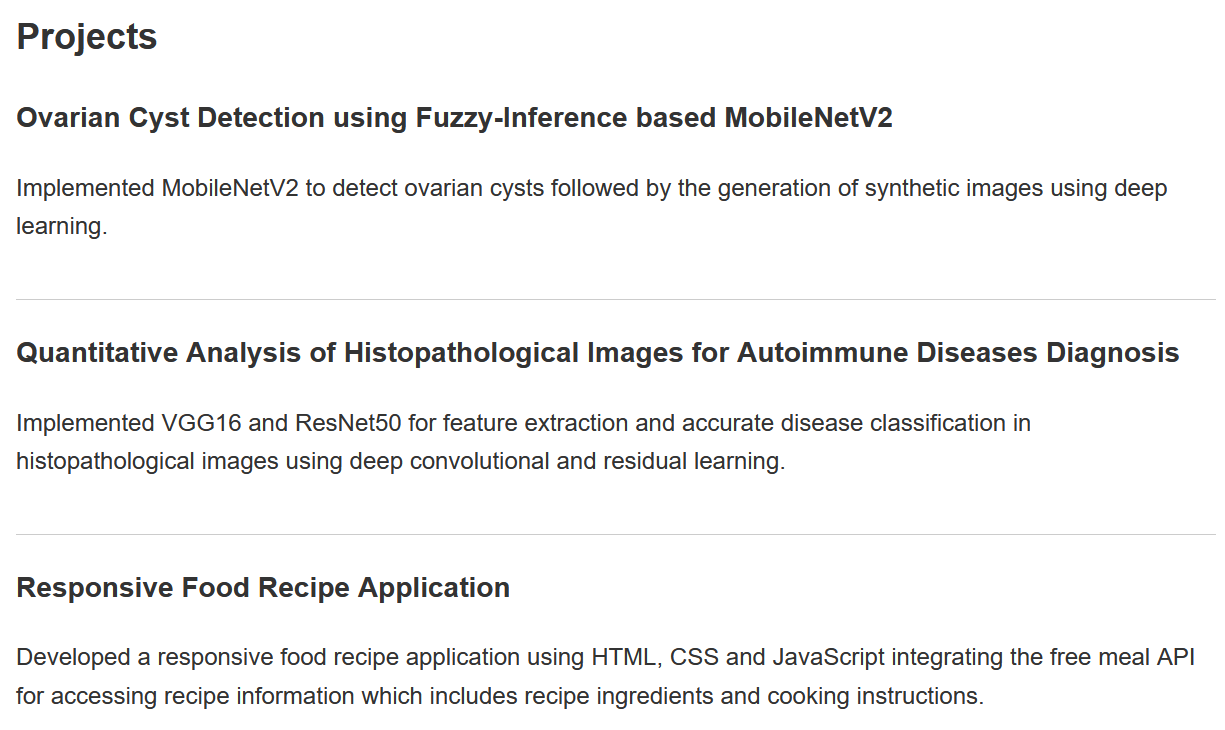 Projects
Ovarian Cyst Detection using Fuzzy-Inference based MobileNetV2
Implemented MobileNetV2 to detect ovarian cysts followed by the generation of synthetic images using deep
learning.
Quantitative Analysis of Histopathological Images for Autoimmune Diseases Diagnosis
Implemented VGG16 and ResNet50 for feature extraction and accurate disease classification in
histopathological images using deep convolutional and residual learning.
Responsive Food Recipe Application
Developed a responsive food recipe application using HTML, CSS and JavaScript integrating the free meal API
for accessing recipe information which includes recipe ingredients and cooking instructions.